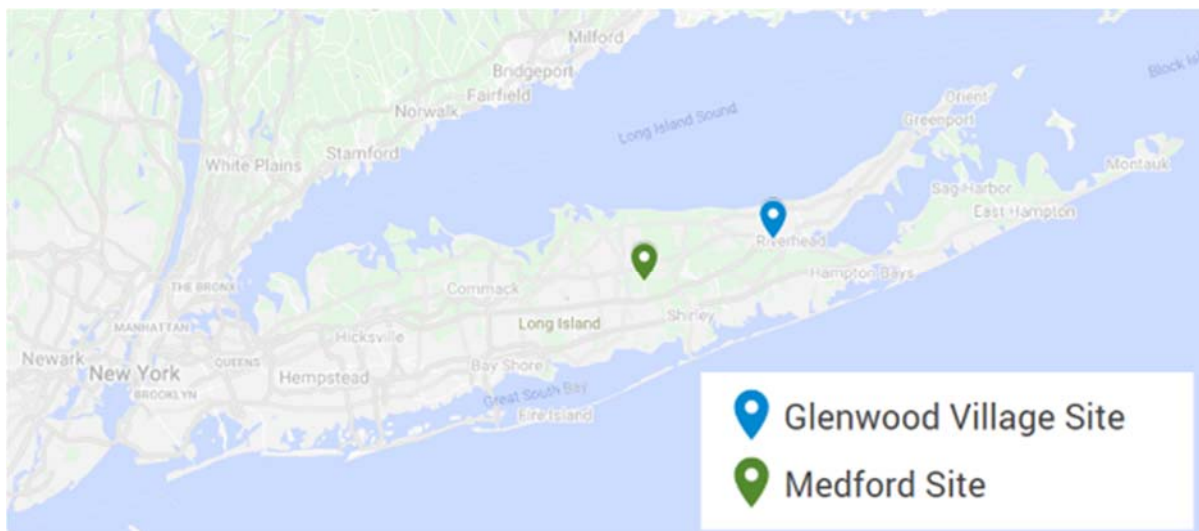 Milford
Bridgeport
Fairfield
Norwalk
Stamford
White Plains
Long Island Sound
Block Isl
Orient
Greenport
Montauk
Sag Harbor
East Hampton
Riverhead
Hampton Bays
THE BRONX
Commack
Shirley
Long Island
MANHATTAN
Hicksville
Newark
New York
QUEENS
Hempstead
Bay Shore
BROOKLYN
Great South Bay
Fire Island
Glenwood Village Site
Medford Site